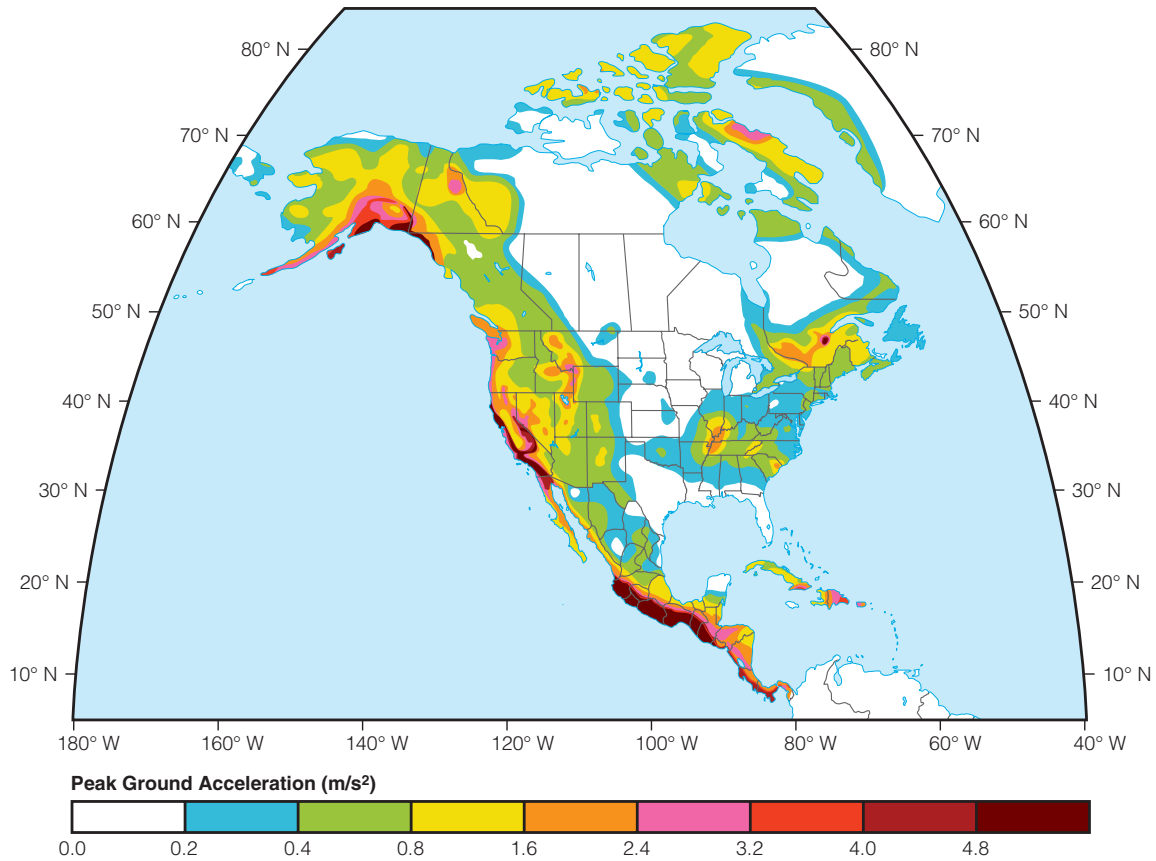 80° N 80° N
70° N 70° N
60° N 60° N
50° N 50° N
40° N 40° N
30° N 30° N
20° N 20° N
10° N 10° N
180° W 160° W 140° W 120° W 100° W 80° W 60° W 40° W
Peak Ground Acceleration (m/s²)
0.0 0.2 0.4 0.8 1.6 2.4 3.2 4.0 4.8